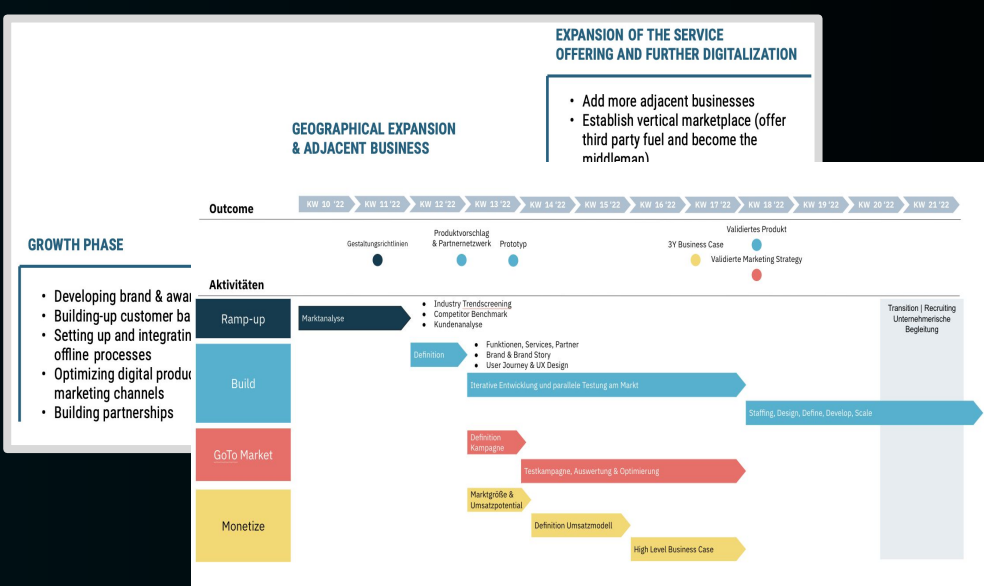 EXPANSION OF THE SERVICE
OFFERING AND FURTHER DIGITALIZATION
• Add more adjacent businesses
• Establish vertical marketplace (offer
third party fuel and become the
middleman)
GEOGRAPHICAL EXPANSION
& ADJACENT BUSINESS
GROWTH PHASE
• Developing brand &
• Building-up customer
• Setting up and
offline processes
• Optimizing digital
marketing channels
• Building partnerships
Outcome
KW 10 '22
KW 11 '22
KW 12 '22
KW 13 '22
KW 14 '22
KW 15 '22
KW 16 '22
KW 17 '22
KW 18 '22
KW 19 '22
KW 20 '22
KW 21 '22
Gestaltungsrichtlinien
Produktvorschlag
& Partnernetzwerk
Prototyp
3Y Business Case
Validiertes Produkt
Validierte Marketing Strategy
Aktivitäten
Ramp-up
Marktanalyse
• Industry Trendscreening
• Competitor Benchmark
• Kundenanalyse
Transition | Recruiting
Unternehmerische
Begleitung
Build
Definition
• Funktionen, Services, Partner
• Brand & Brand Story
• User Journey & UX Design
Iterative Entwicklung und parallele Testung am Markt
Staffing, Design, Define, Develop, Scale
GoTo Market
Definition
Kampagne
Testkampagne, Auswertung & Optimierung
Monetize
Marktgröße &
Umsatzpotential
Definition Umsatzmodell
High Level Business Case